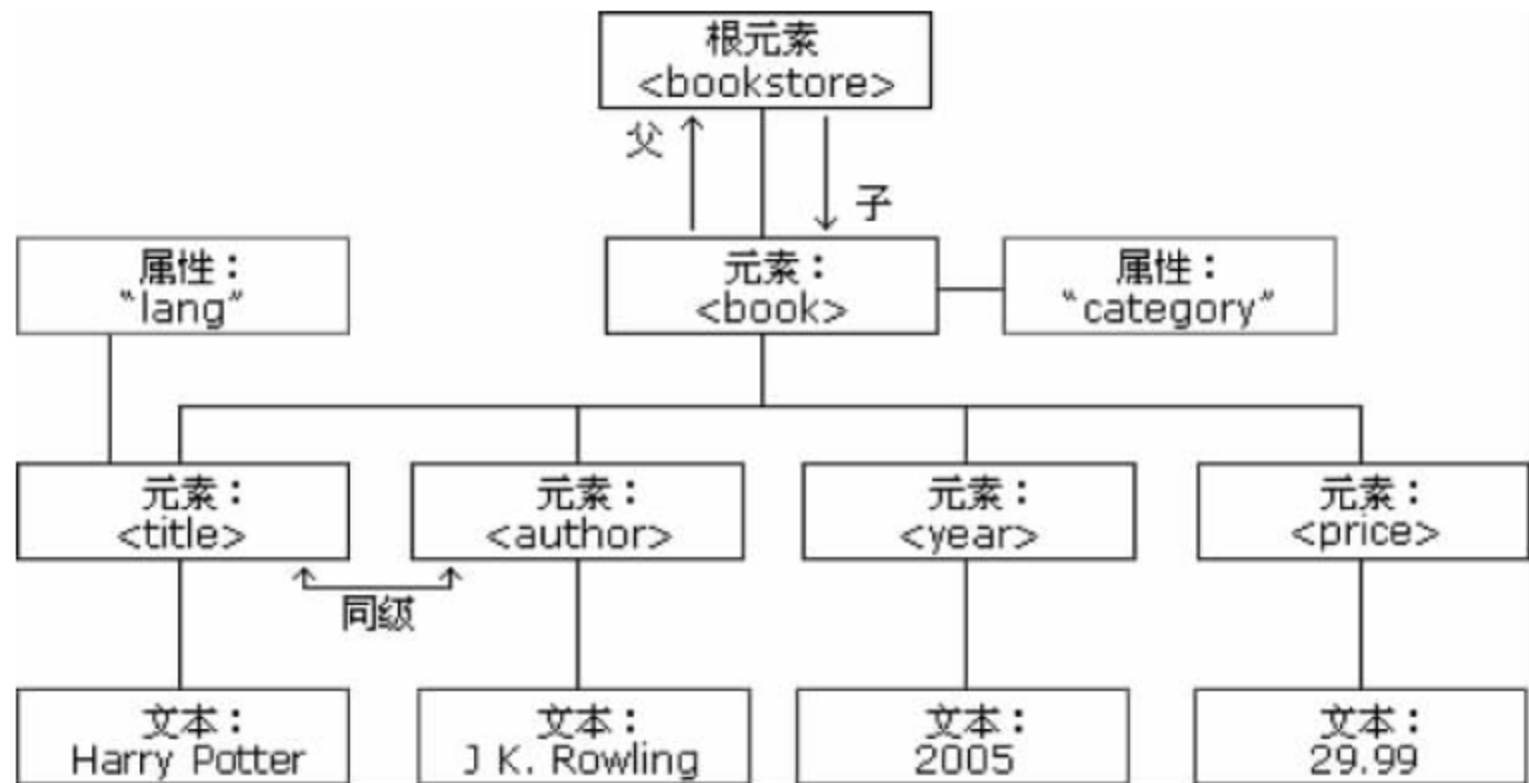 根元素
<bookstore>
父
子
属性：
“lang”
元素：
<book>
属性：
“category”
元素：
<title>
元素：
<author>
元素：
<year>
元素：
<price>
同级
文本：
Harry Potter
文本：
J K. Rowling
文本：
2005
文本：
29.99